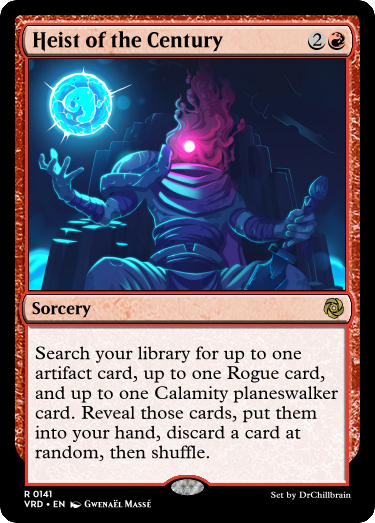 Heist of the Century 2
Sorcery
Search your library for up to one
artifact card, up to one Rogue card,
and up to one Calamity planeswalker
card. Reveal those cards, put them
into your hand, discard a card at
random, then shuffle.
R 0141
VRD • EN Gwenaël Massé
Set by DrChillbrain